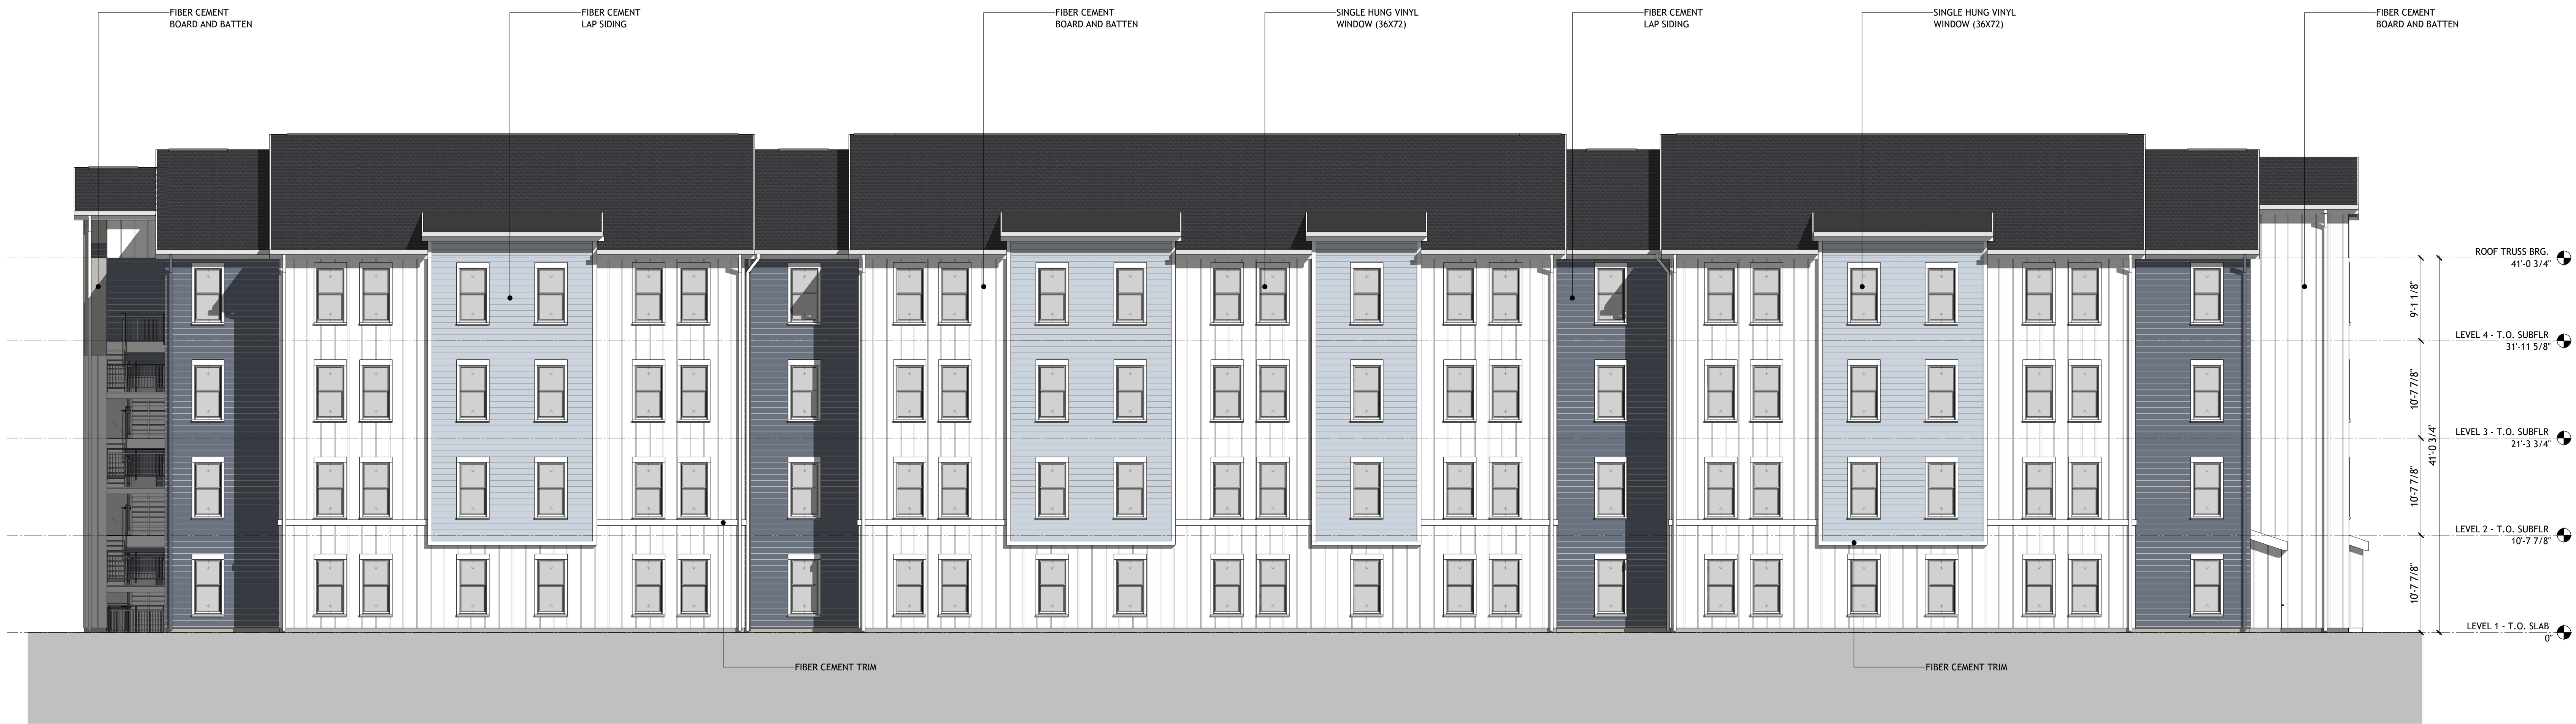 FIBER CEMENT
BOARD AND BATTEN
FIBER CEMENT
LAP SIDING
FIBER CEMENT
BOARD AND BATTEN
SINGLE HUNG VINYL
WINDOW (36X72)
FIBER CEMENT
LAP SIDING
SINGLE HUNG VINYL
WINDOW (36X72)
FIBER CEMENT
BOARD AND BATTEN
ROOF TRUSS BRG.
41'-0 3/4"
9'-1 1/8"
LEVEL 4 - T.O. SUBFLR
31'-11 5/8"
10'-7 7/8"
LEVEL 3 - T.O. SUBFLR
21'-3 3/4"
41'-0 3/4"
10'-7 7/8"
LEVEL 2 - T.O. SUBFLR
10'-7 7/8"
10'-7 7/8"
LEVEL 1 - T.O. SLAB
0"
FIBER CEMENT TRIM
FIBER CEMENT TRIM